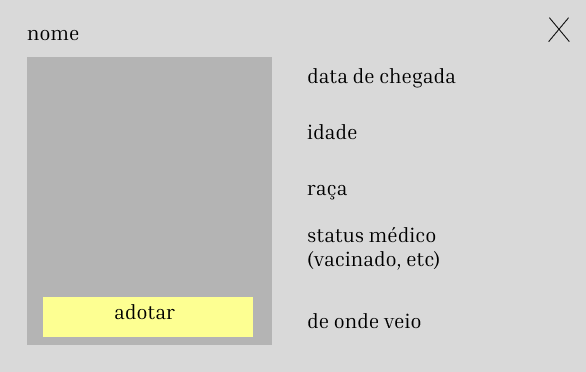 nome
data de chegada
idade
raça
status médico
(vacinado, etc)
adotar
de onde veio